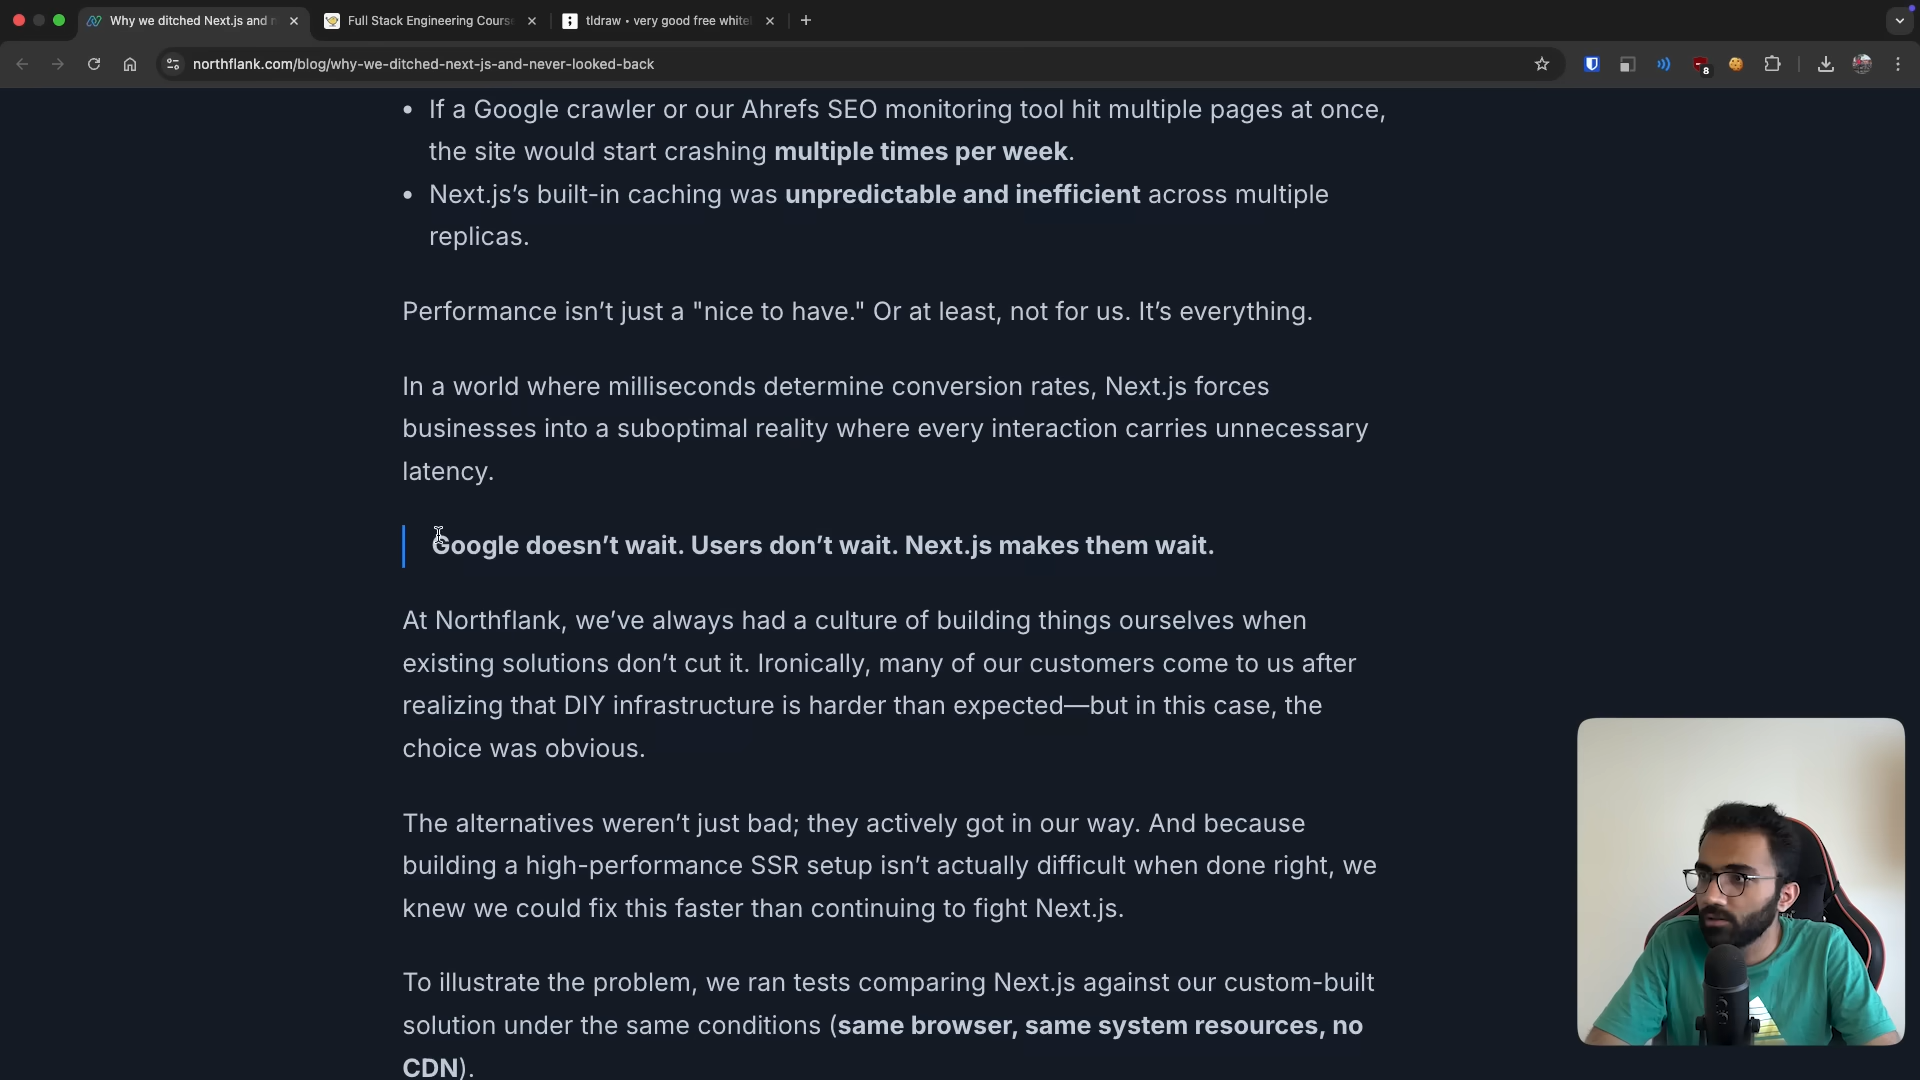 Why we ditched Next.js and n
Full Stack Engineering Cours
tldraw • very good free white
northflank.com/blog/why-we-ditched-next-js-and-never-looked-back
8
• If a Google crawler or our Ahrefs SEO monitoring tool hit multiple pages at once,
the site would start crashing multiple times per week.
• Next.js’s built-in caching was unpredictable and inefficient across multiple
replicas.
Performance isn’t just a "nice to have." Or at least, not for us. It’s everything.
In a world where milliseconds determine conversion rates, Next.js forces
businesses into a suboptimal reality where every interaction carries unnecessary
latency.
Google doesn’t wait. Users don’t wait. Next.js makes them wait.
At Northflank, we’ve always had a culture of building things ourselves when
existing solutions don’t cut it. Ironically, many of our customers come to us after
realizing that DIY infrastructure is harder than expected—but in this case, the
choice was obvious.
The alternatives weren’t just bad; they actively got in our way. And because
building a high-performance SSR setup isn’t actually difficult when done right, we
knew we could fix this faster than continuing to fight Next.js.
To illustrate the problem, we ran tests comparing Next.js against our custom-built
solution under the same conditions (same browser, same system resources, no
CDN).